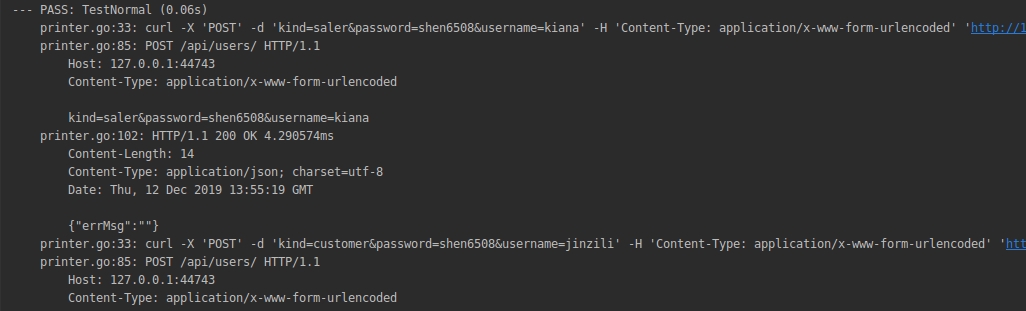 --- PASS: TestNormal (0.06s)
printer.go:33: curl -X 'POST' -d 'kind=saler&password=shen6508&username=kiana' -H 'Content-Type: application/x-www-form-urlencoded' 'http://1
printer.go:85: POST /api/users/ HTTP/1.1
Host: 127.0.0.1:44743
Content-Type: application/x-www-form-urlencoded
kind=saler&password=shen6508&username=kiana
printer.go:102: HTTP/1.1 200 OK 4.290574ms
Content-Length: 14
Content-Type: application/json; charset=utf-8
Date: Thu, 12 Dec 2019 13:55:19 GMT
{"errMsg":""}
printer.go:33: curl -X 'POST' -d 'kind=customer&password=shen6508&username=jinzili' -H 'Content-Type: application/x-www-form-urlencoded' 'htt
printer.go:85: POST /api/users/ HTTP/1.1
Host: 127.0.0.1:44743
Content-Type: application/x-www-form-urlencoded